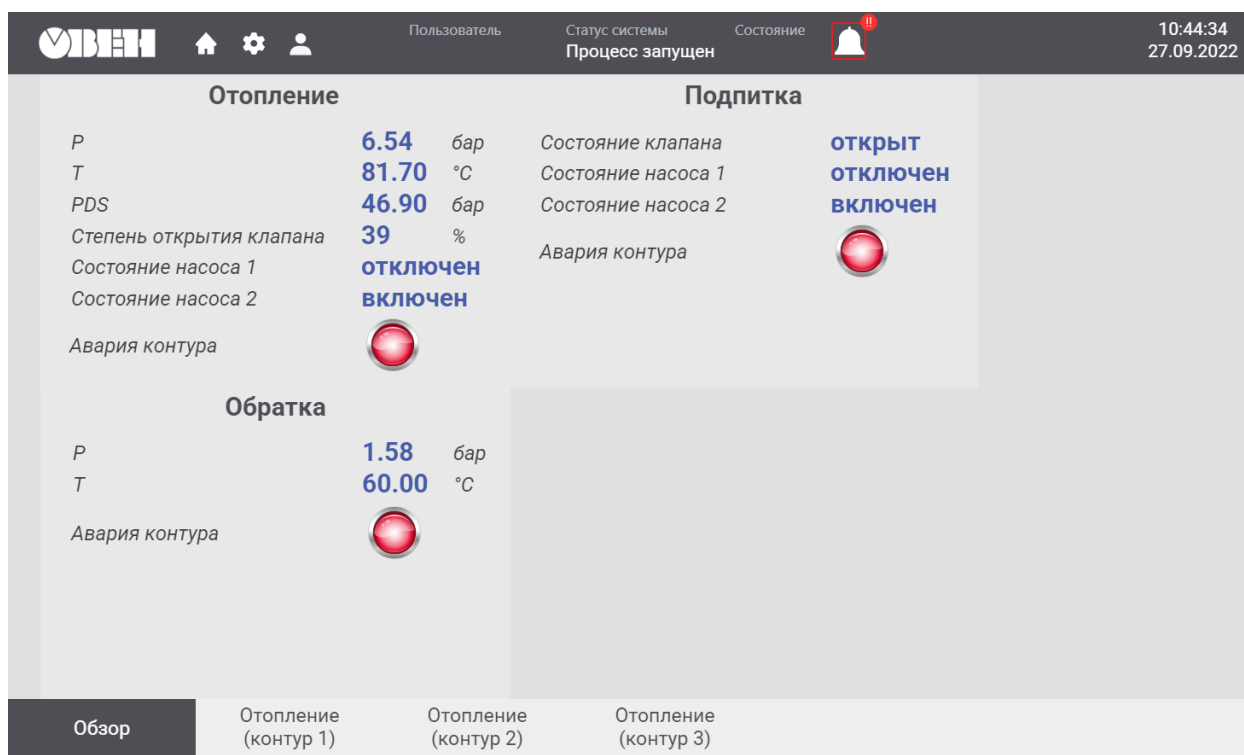 ОВЕН
Пользователь
Статус системы
Процесс запущен
Состояние
!!
10:44:34
27.09.2022
Отопление
P 6.54 бар
T 81.70 °C
PDS 46.90 бар
Степень открытия клапана 39 %
Состояние насоса 1 отключен
Состояние насоса 2 включен
Авария контура
Подпитка
Состояние клапана открыт
Состояние насоса 1 отключен
Состояние насоса 2 включен
Авария контура
Обратка
P 1.58 бар
T 60.00 °C
Авария контура
Обзор
Отопление
(контур 1)
Отопление
(контур 2)
Отопление
(контур 3)